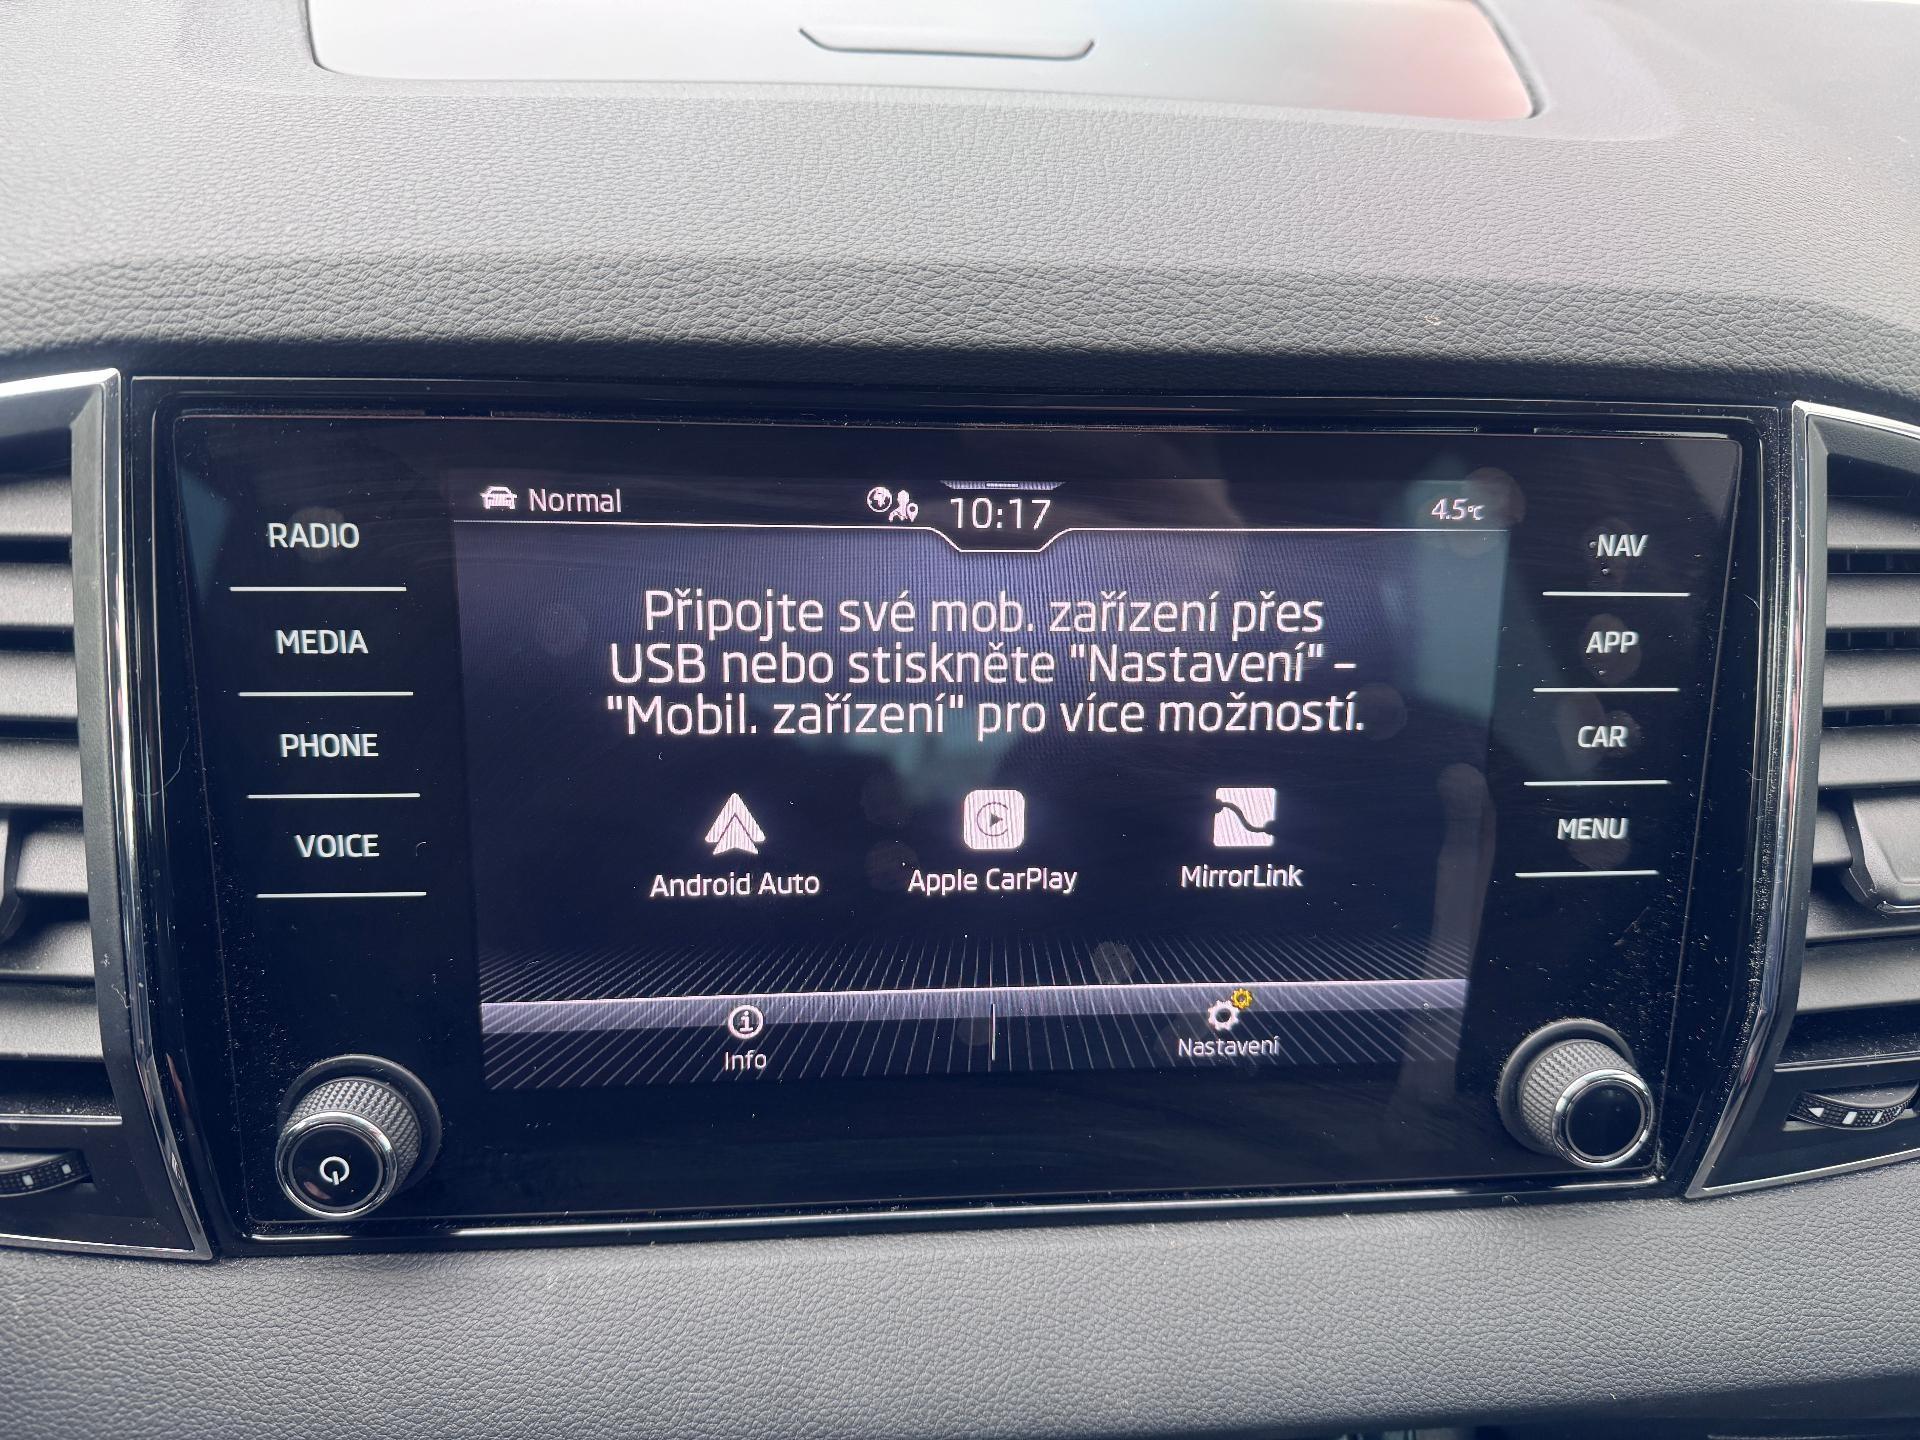 Normal
10:17
4.5°C
RADIO
MEDIA
PHONE
VOICE
Připojte své mob. zařízení přes
USB nebo stiskněte "Nastavení" –
"Mobil. zařízení" pro více možností.
Android Auto
Apple CarPlay
MirrorLink
Info
Nastavení
NAV
APP
CAR
MENU